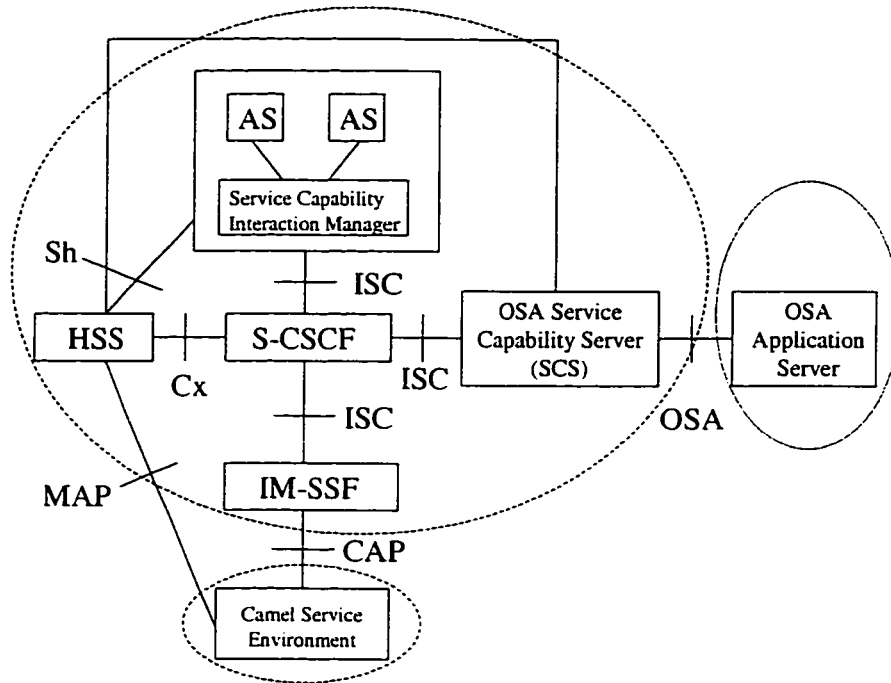 AS
AS
Service Capability
Interaction Manager
Sh
ISC
HSS
S-CSCF
OSA Service
Capability Server
(SCS)
OSA
Application
Server
Cx
ISC
ISC
OSA
MAP
IM-SSF
CAP
Camel Service
Environment